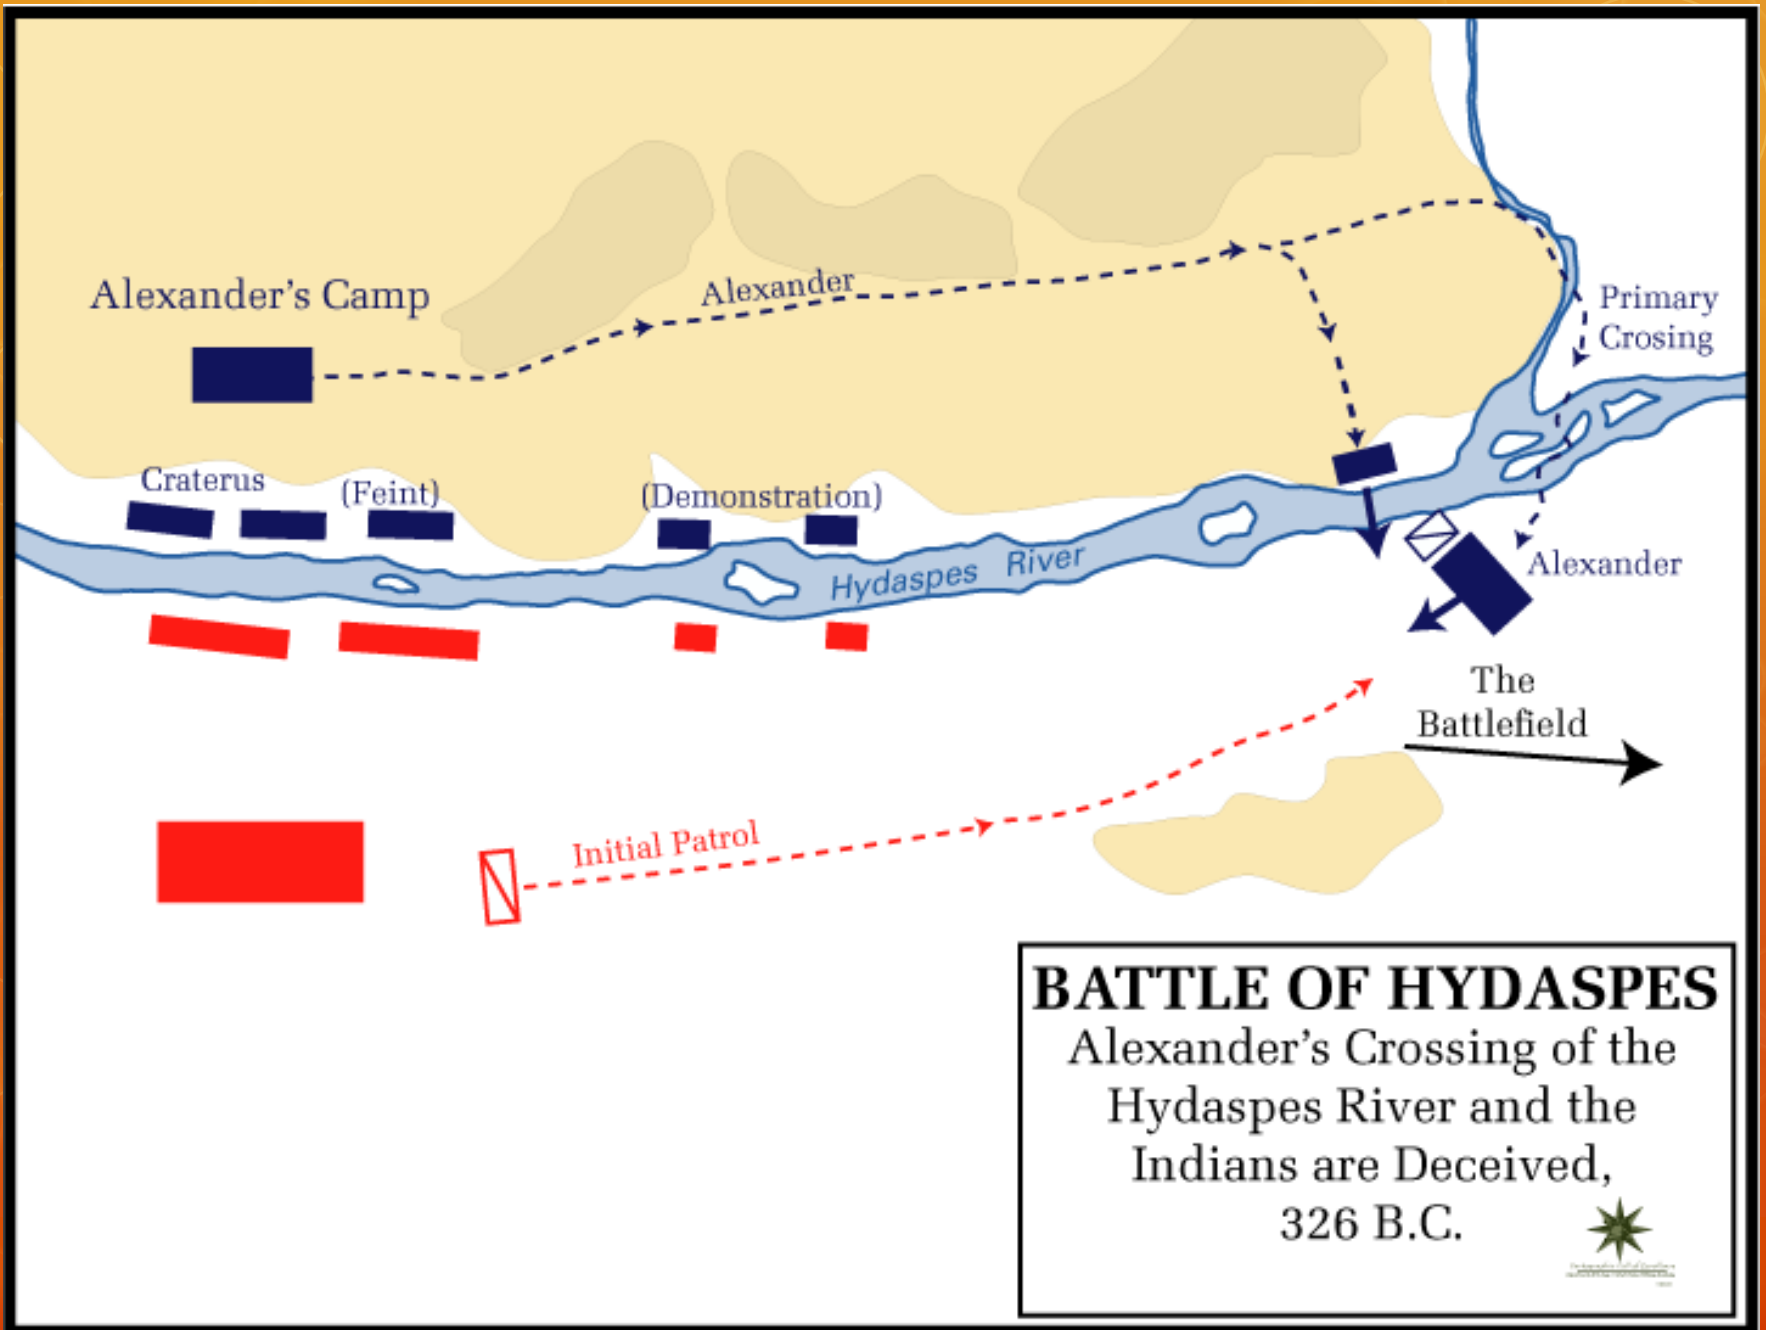 Alexander's Camp
Alexander
Primary
Crosing
Craterus
(Feint)
(Demonstration)
Hydaspes River
Alexander
The
Battlefield
Initial Patrol
BATTLE OF HYDASPES
Alexander's Crossing of the
Hydaspes River and the
Indians are Deceived,
326 B.C.